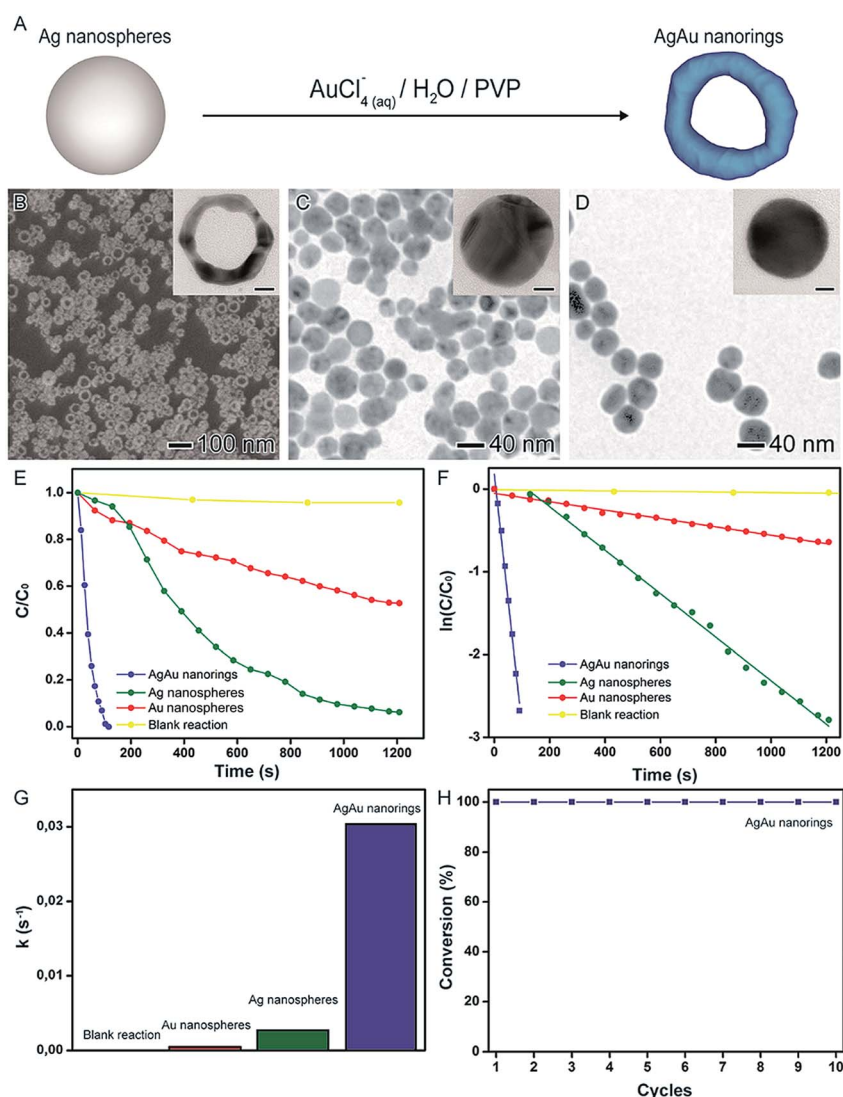 A
Ag nanospheres
AgAu nanorings
AuCl₄⁻ (aq) / H₂O / PVP
B
100 nm
C
40 nm
D
40 nm
E
1.0
0.8
0.6
0.4
0.2
0.0
C/C₀
AgAu nanorings
Ag nanospheres
Au nanospheres
Blank reaction
0 200 400 600 800 1000 1200
Time (s)
F
0
-1
-2
-3
ln(C/C₀)
AgAu nanorings
Ag nanospheres
Au nanospheres
Blank reaction
0 200 400 600 800 1000 1200
Time (s)
G
0,03
0,02
0,01
0,00
k (s⁻¹)
AgAu nanorings
Ag nanospheres
Au nanospheres
Blank reaction
H
100
80
60
40
20
0
Conversion (%)
AgAu nanorings
1 2 3 4 5 6 7 8 9 10
Cycles